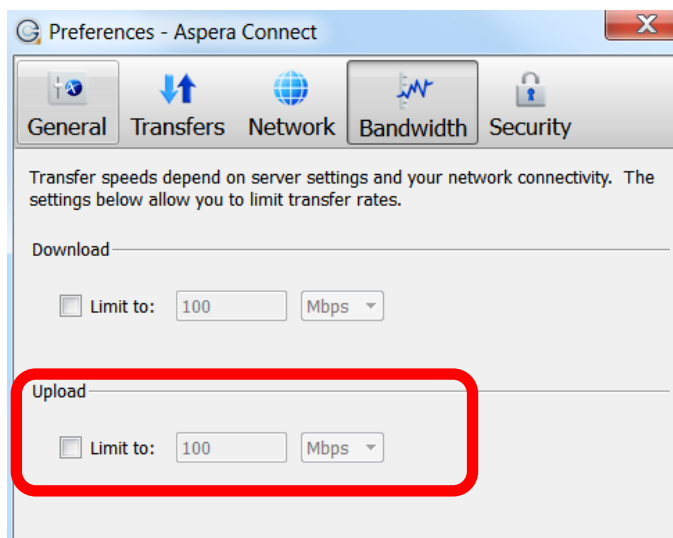 Preferences - Aspera Connect
X
General Transfers Network Bandwidth Security
Transfer speeds depend on server settings and your network connectivity. The
settings below allow you to limit transfer rates.
Download
Limit to: 100 Mbps
Upload
Limit to: 100 Mbps